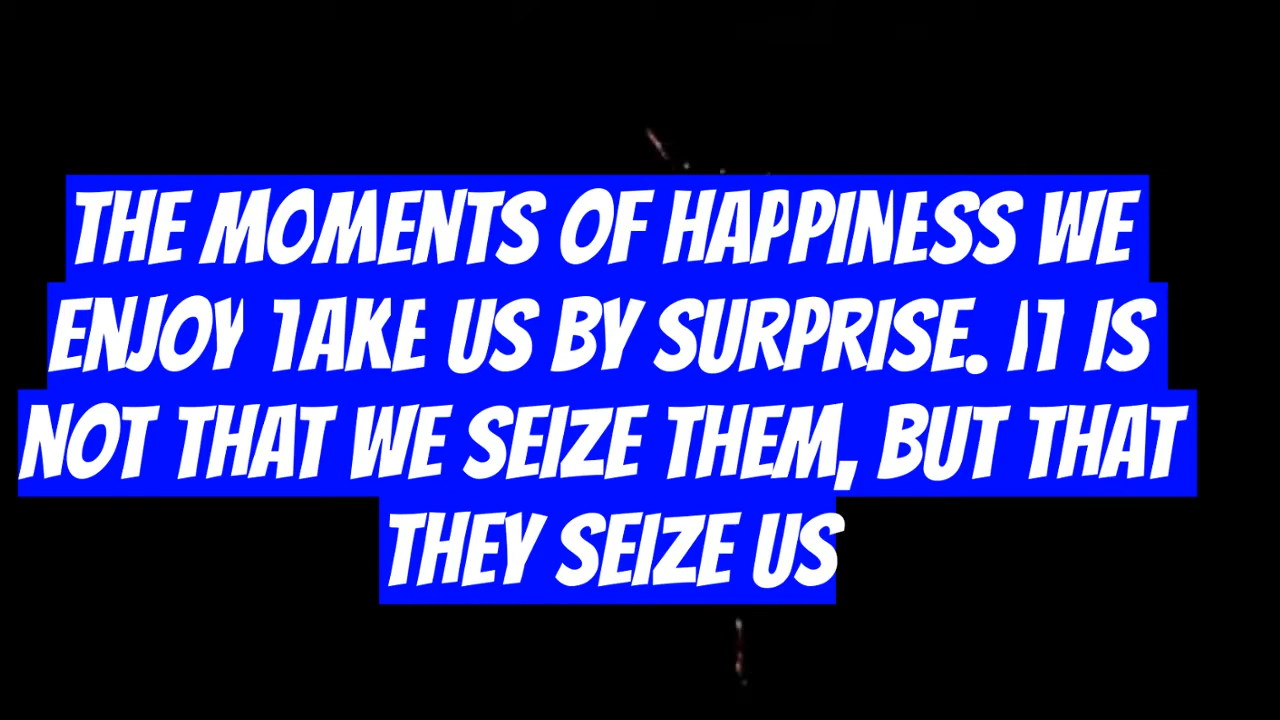 THE MOMENTS OF HAPPINESS WE
ENJOY TAKE US BY SURPRISE. IT IS
NOT THAT WE SEIZE THEM, BUT THAT
THEY SEIZE US